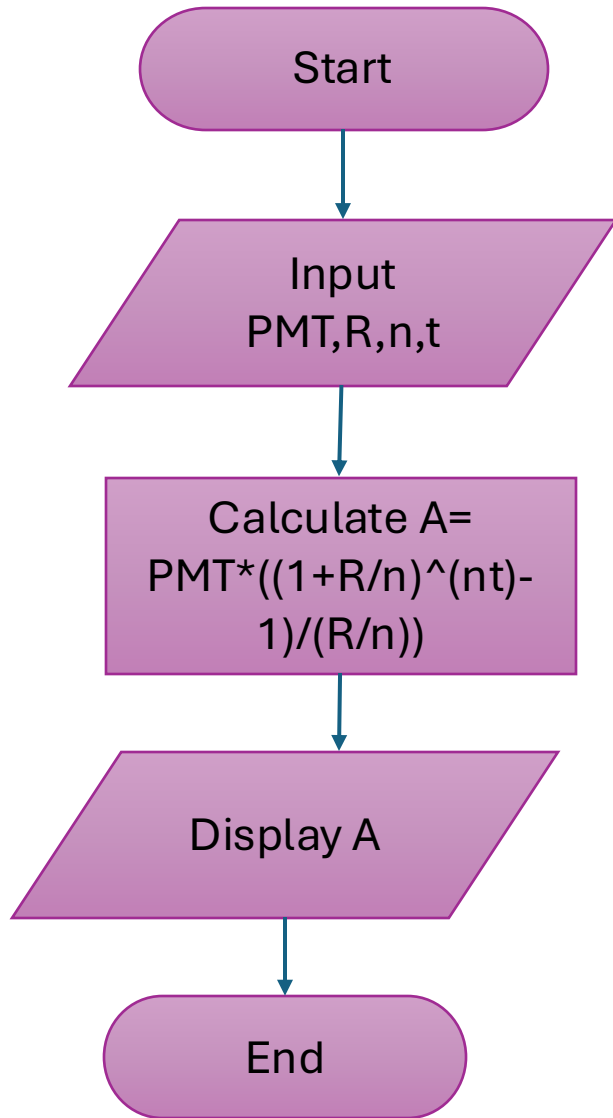 Start
Input
PMT,R,n,t
Calculate A=
PMT*((1+R/n)^(nt)-
1)/(R/n))
Display A
End